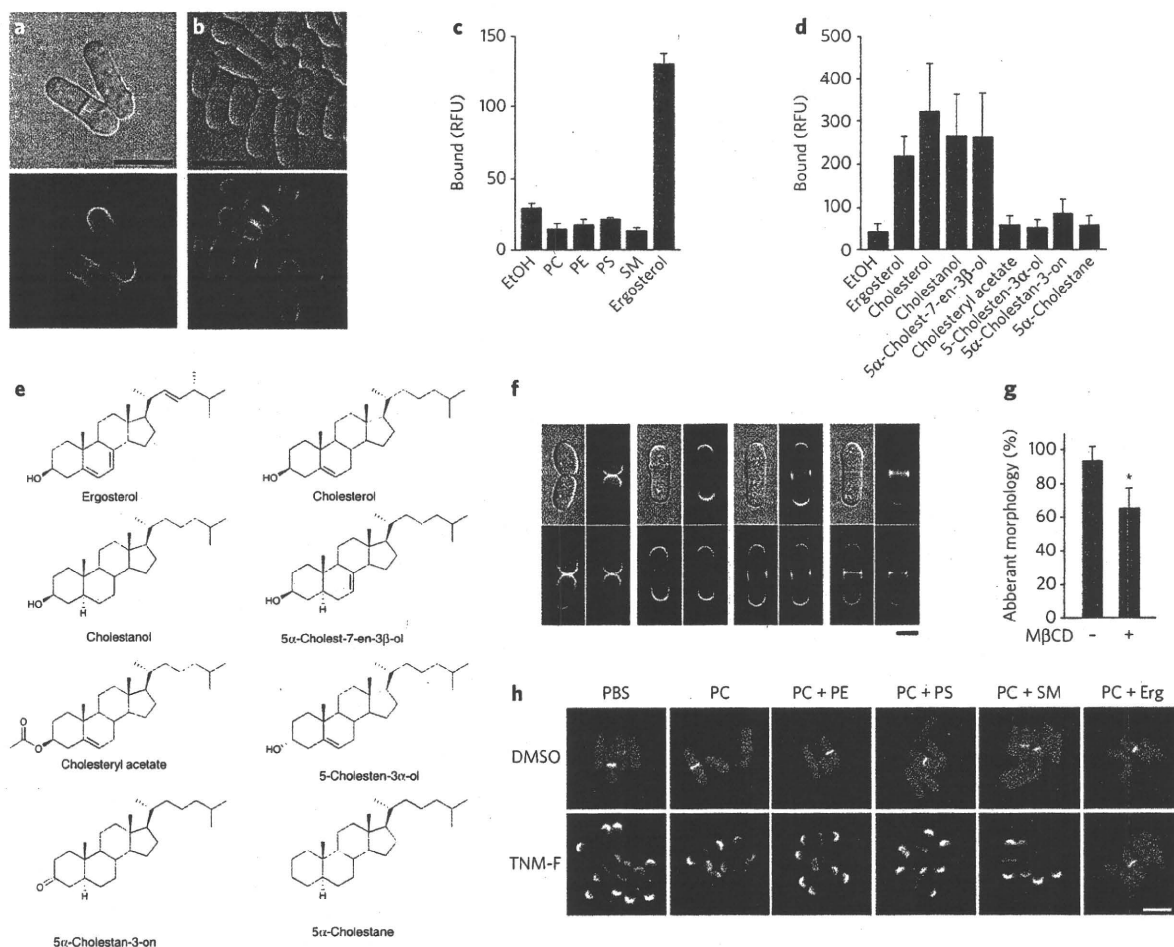 a
b
c
150
100
50
0
Bound (RFU)
EtOH
PC
PE
PS
SM
Ergosterol
d
500
400
300
200
100
0
Bound (RFU)
EtOH
Ergosterol
Cholesterol
Cholestanol
5α-Cholest-7-en-3β-ol
Cholesteryl acetate
5-Cholesten-3α-ol
5α-Cholestan-3-on
5α-Cholestane
e
HO
Ergosterol
HO
Cholesterol
HO
H
Cholestanol
HO
H
5α-Cholest-7-en-3β-ol
O
O
Cholesteryl acetate
HO
5-Cholesten-3α-ol
O
H
5α-Cholestan-3-on
H
5α-Cholestane
f
g
Abberant morphology (%)
100
80
60
40
20
0
*
MβCD - +
h
PBS PC PC + PE PC + PS PC + SM PC + Erg
DMSO
TNM-F